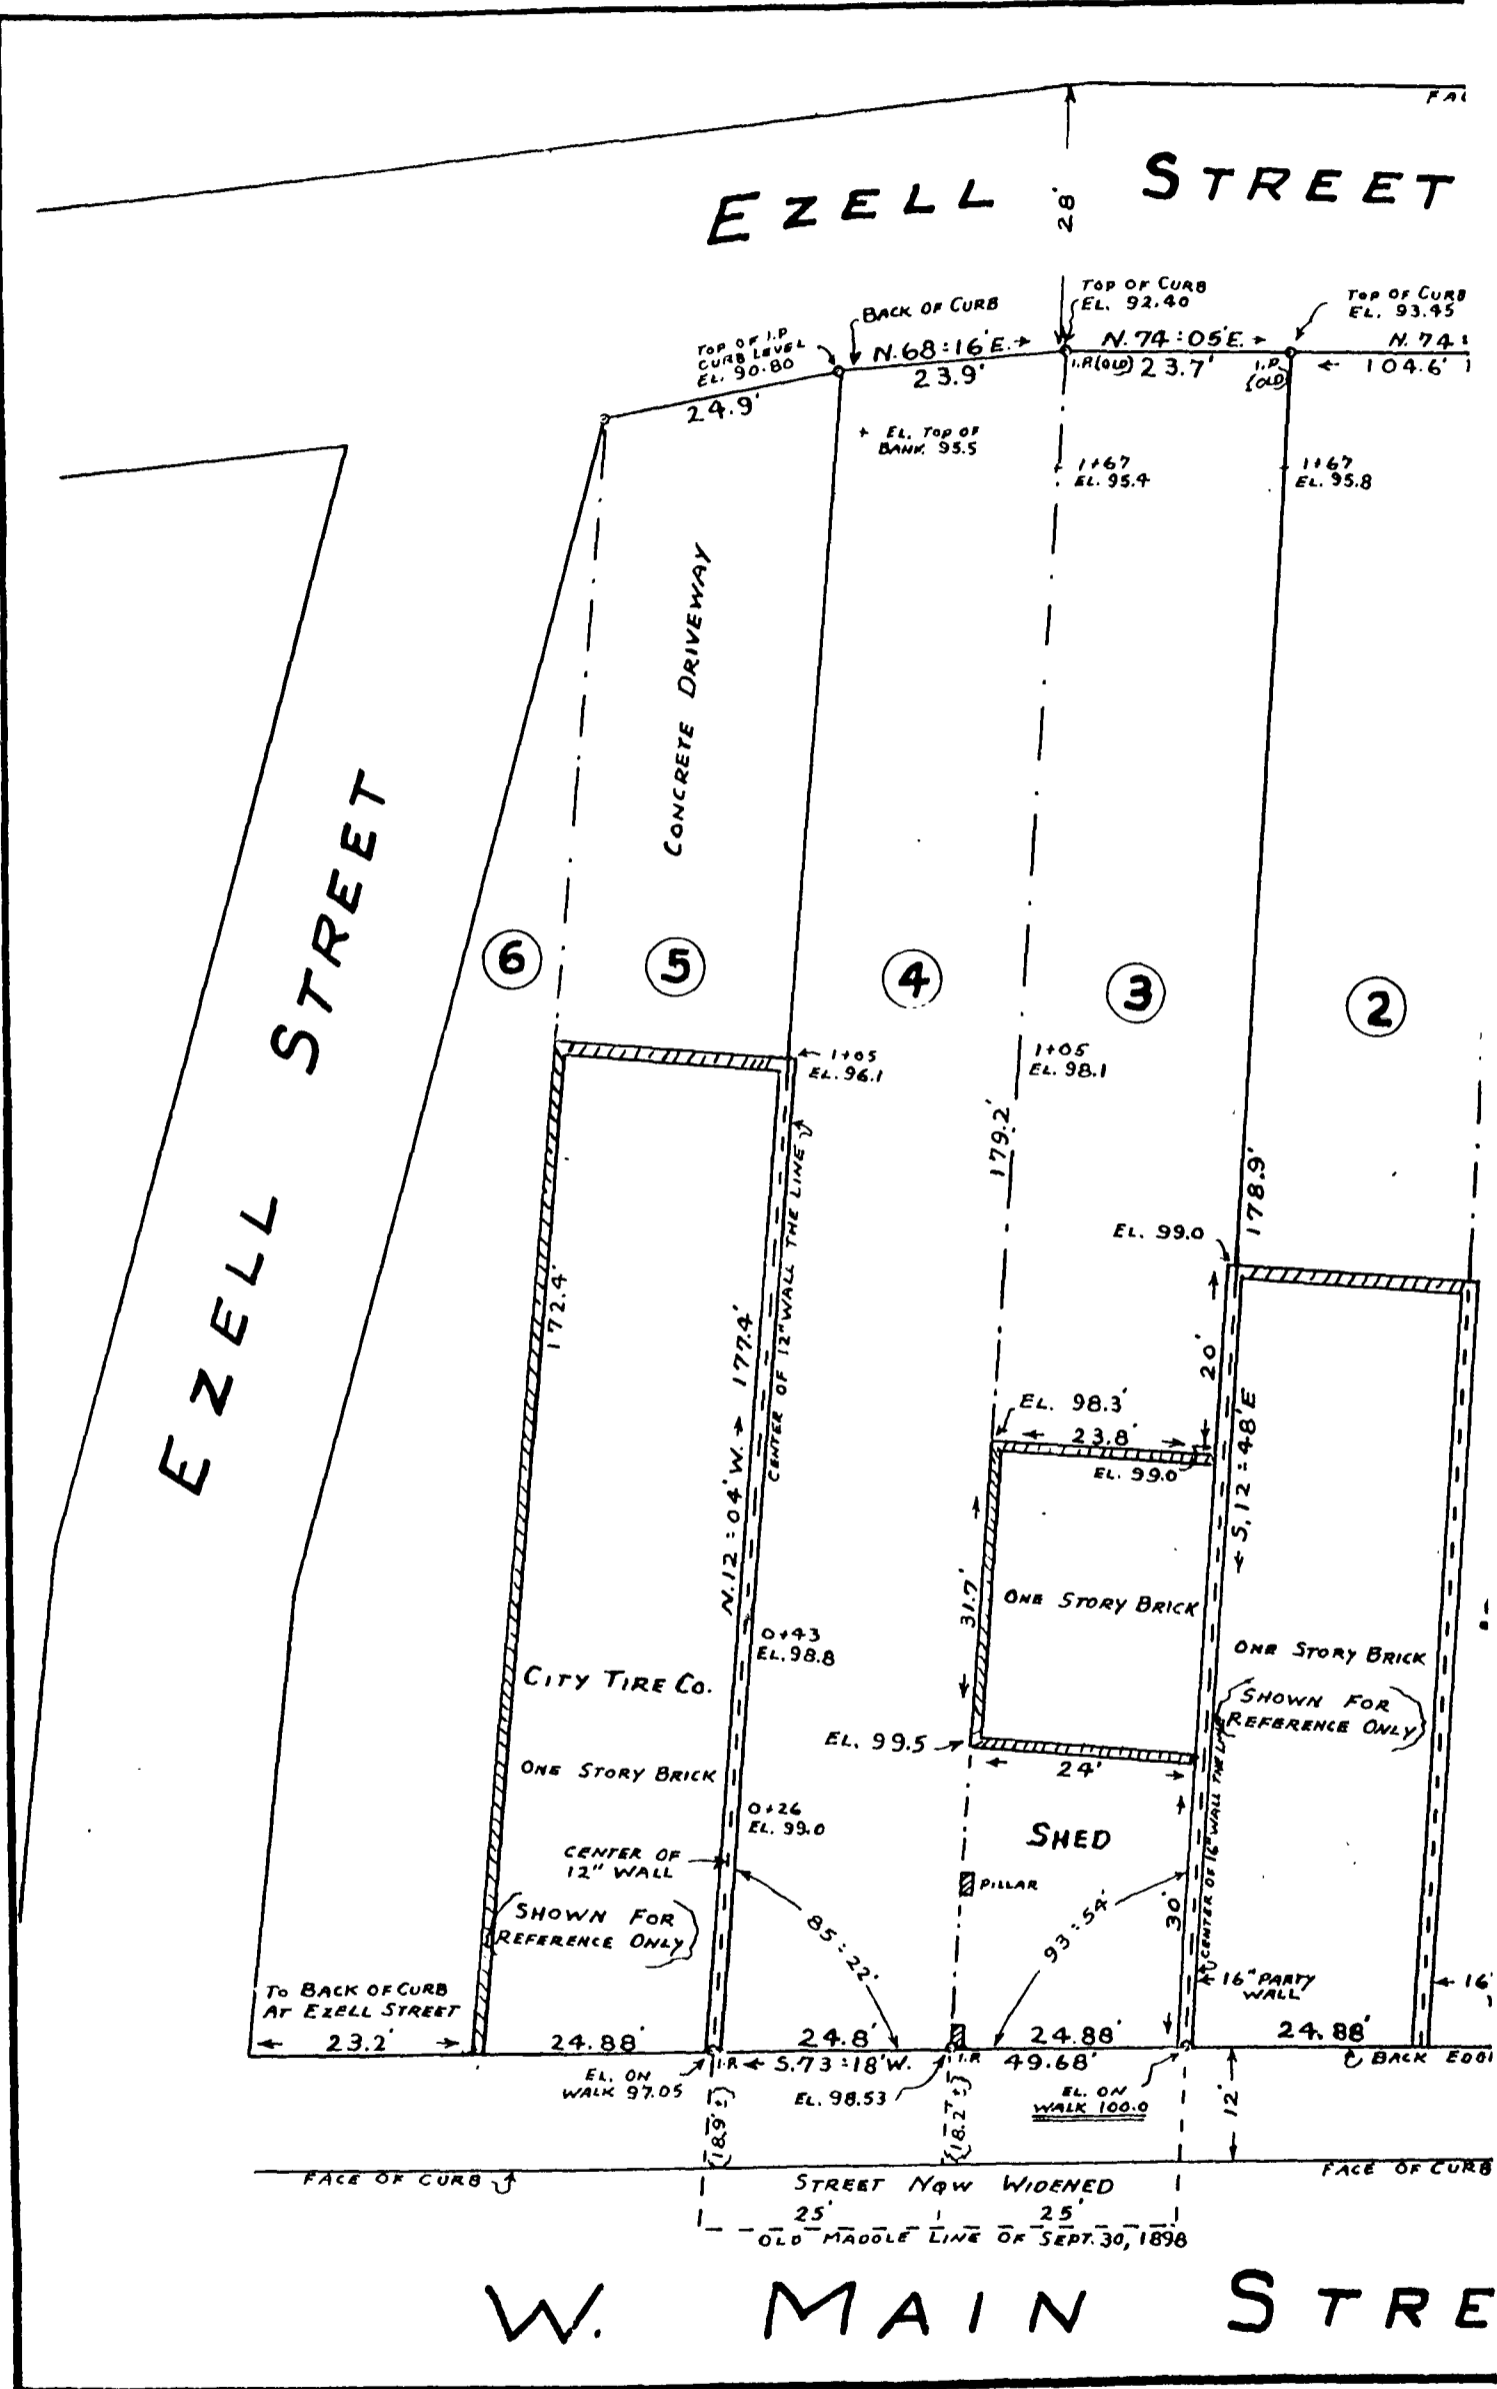 FA
EZELL STREET
28'
TOP OF CURB
EL. 92.40
TOP OF CURB
EL. 93.45
BACK OF CURB
TOP OF I.P
CURB LEVEL
EL. 90.80
N.68:16'E.
23.9'
N.74:05'E.
I.P.(OLD) 23.7'
I.P.
(OLD)
N.74:
104.6'
24.9'
+ EL. TOP OF
BANK. 95.5
1+67
EL. 95.4
1+67
EL. 95.8
CONCRETE DRIVEWAY
EZELL STREET
6
5
4
3
2
1+05
EL. 96.1
1+05
EL. 98.1
179.2'
178.9'
EL. 99.0
172.4'
N.12:04'W. 177.4'
CENTER OF 12" WALL THE LINE
20'
S.12:48'E
EL. 98.3'
23.8'
EL. 99.0
31.7'
ONE STORY BRICK
0+43
EL. 98.8
CITY TIRE CO.
ONE STORY BRICK
(SHOWN FOR
REFERENCE ONLY)
EL. 99.5
24'
ONE STORY BRICK
0+26
EL. 99.0
SHED
CENTER OF
12" WALL
PILLAR
CENTER OF 16" WALL THE LINE
(SHOWN FOR
REFERENCE ONLY)
85:22'
93:54'
30'
16" PARTY
WALL
16"
TO BACK OF CURB
AT EZELL STREET
23.2'
24.88'
24.8'
24.88'
24.88'
I.P. S.73:18'W.
I.P. 49.68'
BACK EDG
EL. ON
WALK 97.05
EL. 98.53
EL. ON
WALK 100.0
(18.9'±)
(18.2'±)
12'
FACE OF CURB
STREET NOW WIDENED
FACE OF CURB
25' 25'
OLD MADOLE LINE OF SEPT. 30, 1898
W. MAIN STRE